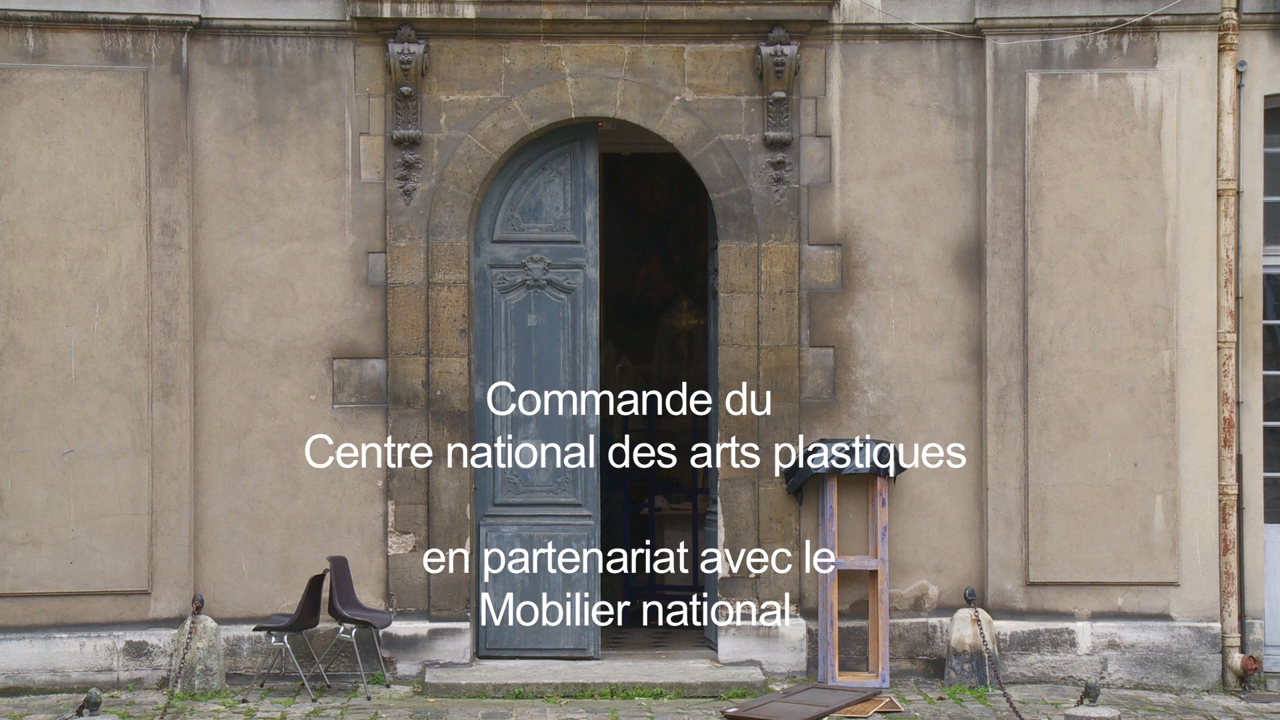 Commande du
Centre national des arts plastiques
en partenariat avec le
Mobilier national